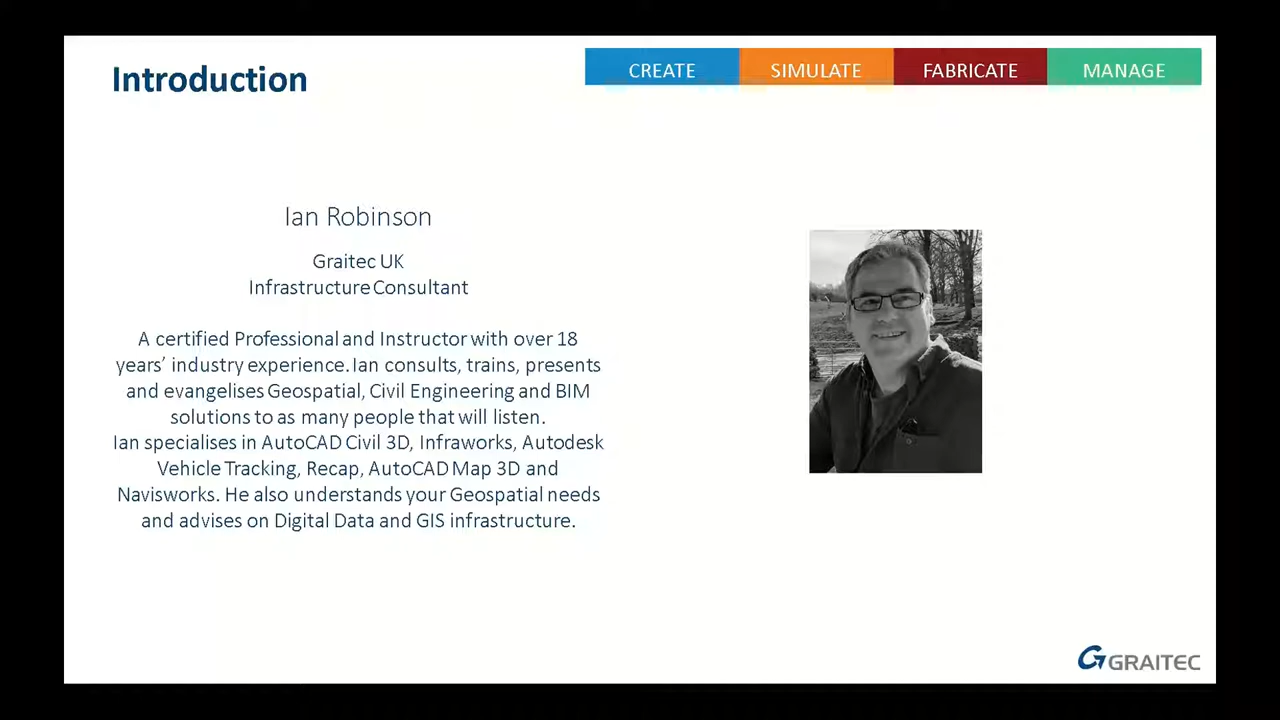 Introduction
CREATE
SIMULATE
FABRICATE
MANAGE
Ian Robinson
Graitec UK
Infrastructure Consultant
A certified Professional and Instructor with over 18
years’ industry experience. Ian consults, trains, presents
and evangelises Geospatial, Civil Engineering and BIM
solutions to as many people that will listen.
Ian specialises in AutoCAD Civil 3D, Infraworks, Autodesk
Vehicle Tracking, Recap, AutoCAD Map 3D and
Navisworks. He also understands your Geospatial needs
and advises on Digital Data and GIS infrastructure.
GRAITEC